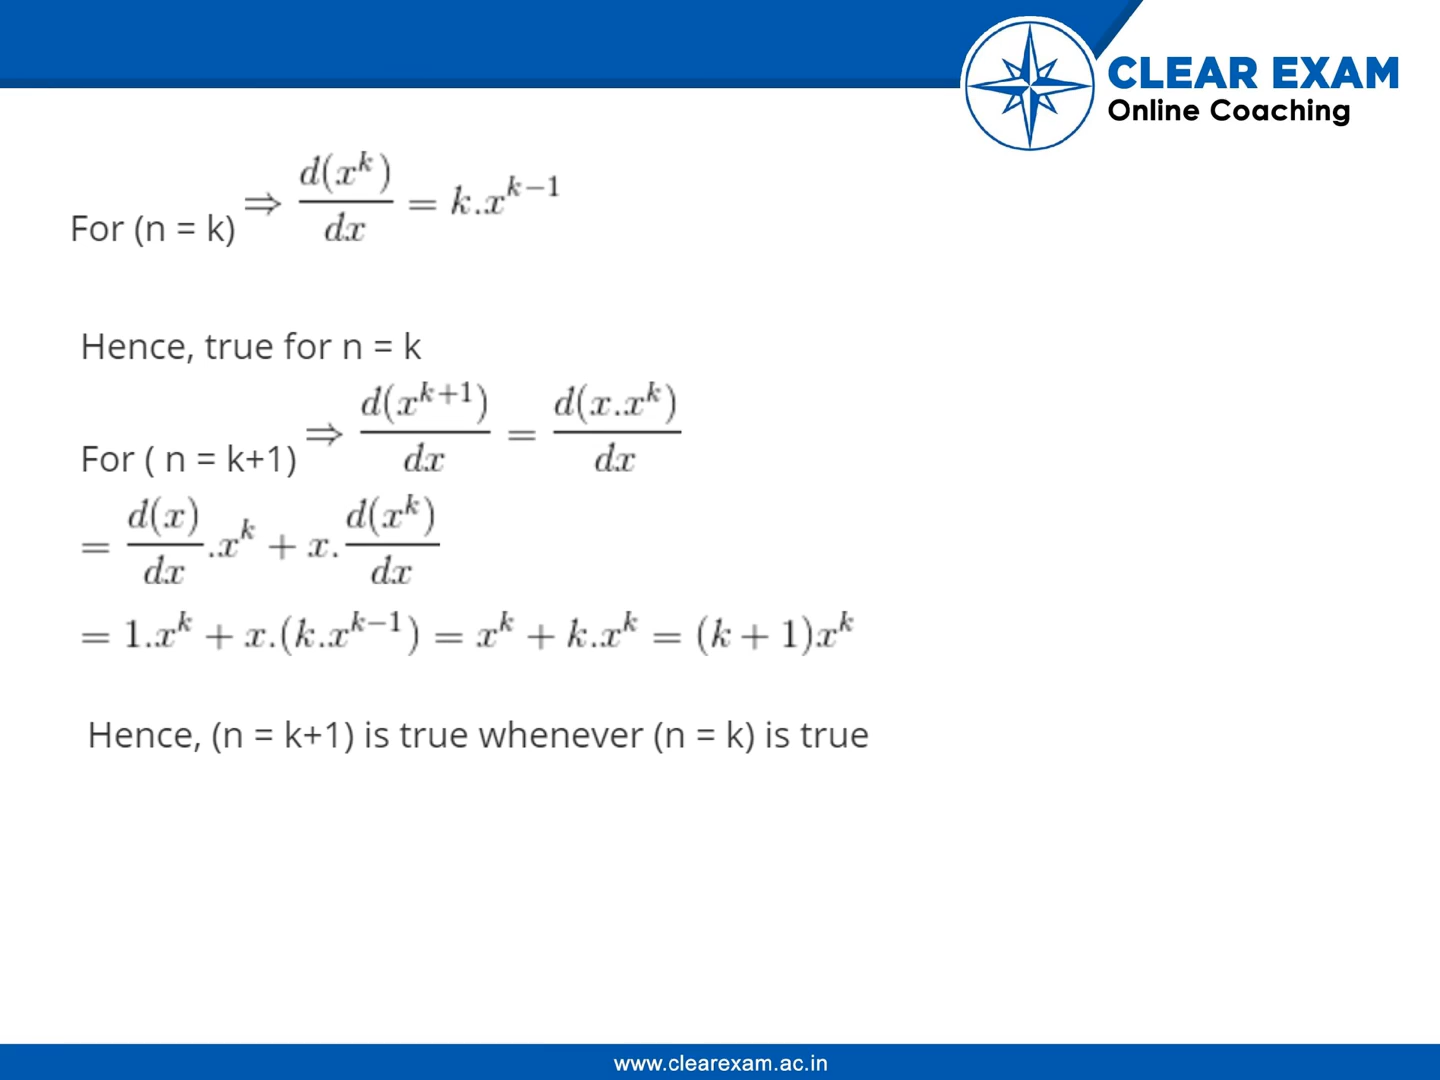 CLEAR EXAM
Online Coaching
For (n = k) ⇒ d(x^k)/dx = k.x^{k−1}
Hence, true for n = k
For ( n = k+1) ⇒ d(x^{k+1})/dx = d(x.x^k)/dx
= d(x)/dx .x^k + x. d(x^k)/dx
= 1.x^k + x.(k.x^{k−1}) = x^k + k.x^k = (k + 1)x^k
Hence, (n = k+1) is true whenever (n = k) is true
www.clearexam.ac.in